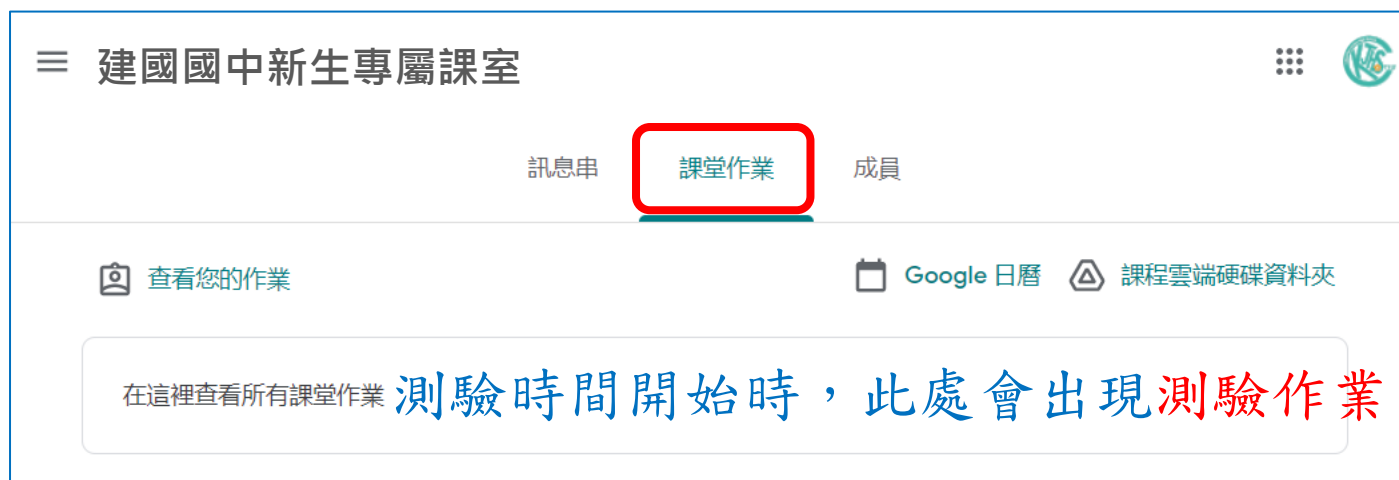 建國國中新生專屬課室
訊息串 課堂作業 成員
查看您的作業 Google 日曆 課程雲端硬碟資料夾
在這裡查看所有課堂作業 測驗時間開始時，此處會出現測驗作業